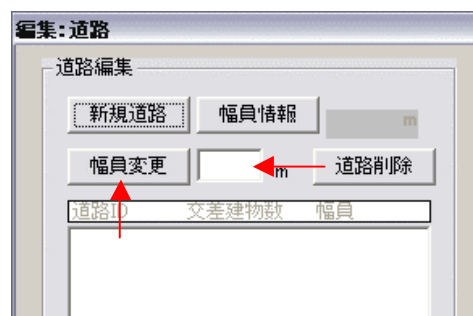 編集:道路
道路編集
新規道路 幅員情報 m
幅員変更 m 道路削除
道路ID 交差建物数 幅員